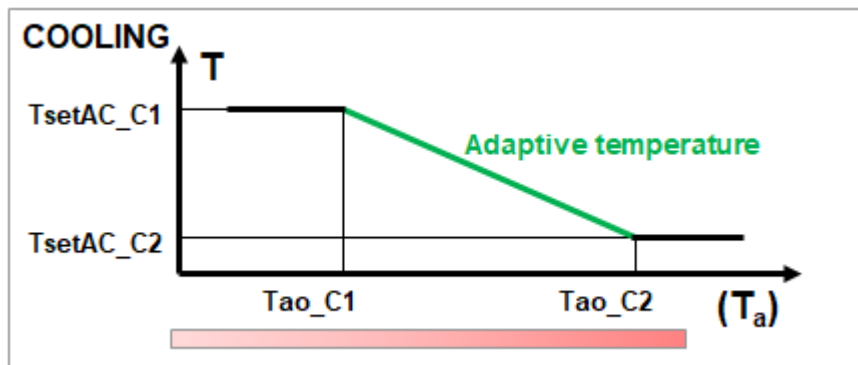 COOLING
T
TsetAC_C1
Adaptive temperature
TsetAC_C2
Tao_C1
Tao_C2
(Ta)